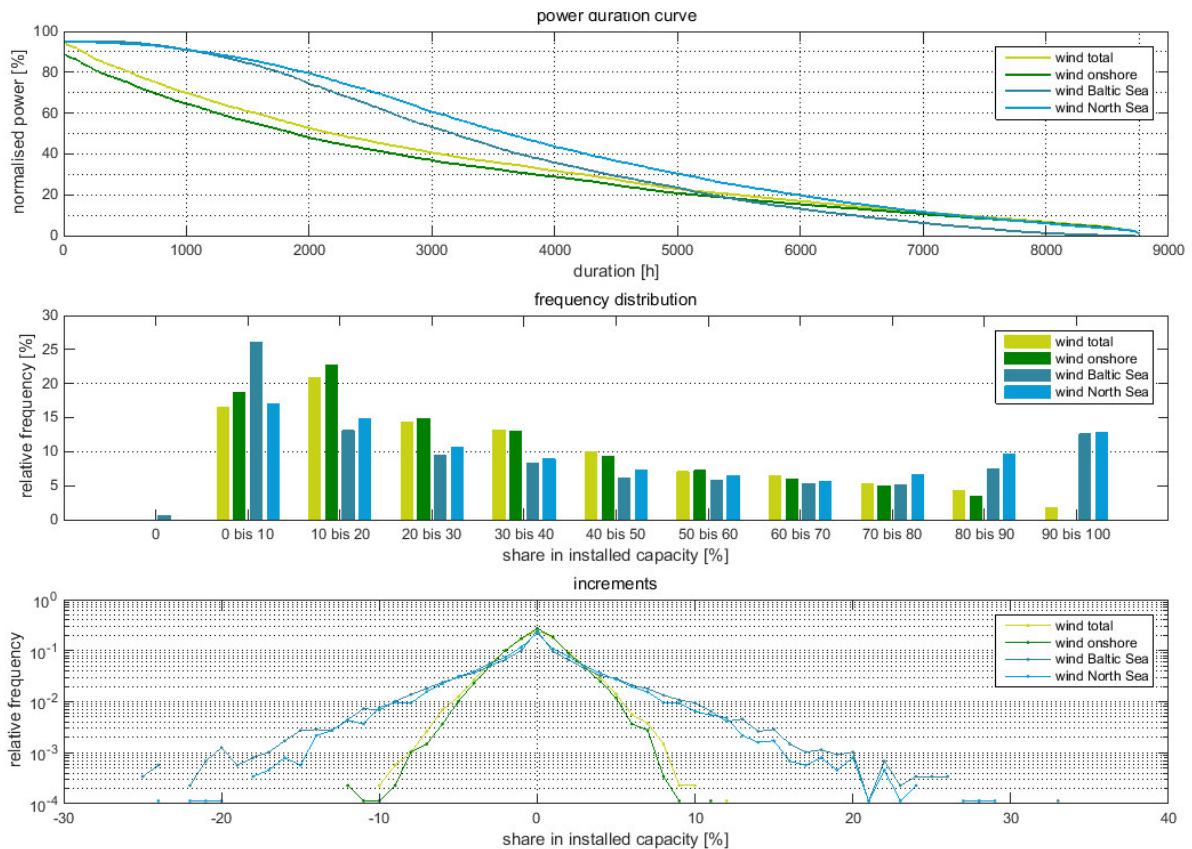 power duration curve
100
80
60
40
20
0
normalised power [%]
wind total
wind onshore
wind Baltic Sea
wind North Sea
0 1000 2000 3000 4000 5000 6000 7000 8000 9000
duration [h]
frequency distribution
30
25
20
15
10
5
0
relative frequency [%]
wind total
wind onshore
wind Baltic Sea
wind North Sea
0 0 bis 10 10 bis 20 20 bis 30 30 bis 40 40 bis 50 50 bis 60 60 bis 70 70 bis 80 80 bis 90 90 bis 100
share in installed capacity [%]
increments
10^0
10^-1
10^-2
10^-3
10^-4
relative frequency
wind total
wind onshore
wind Baltic Sea
wind North Sea
-30 -20 -10 0 10 20 30 40
share in installed capacity [%]